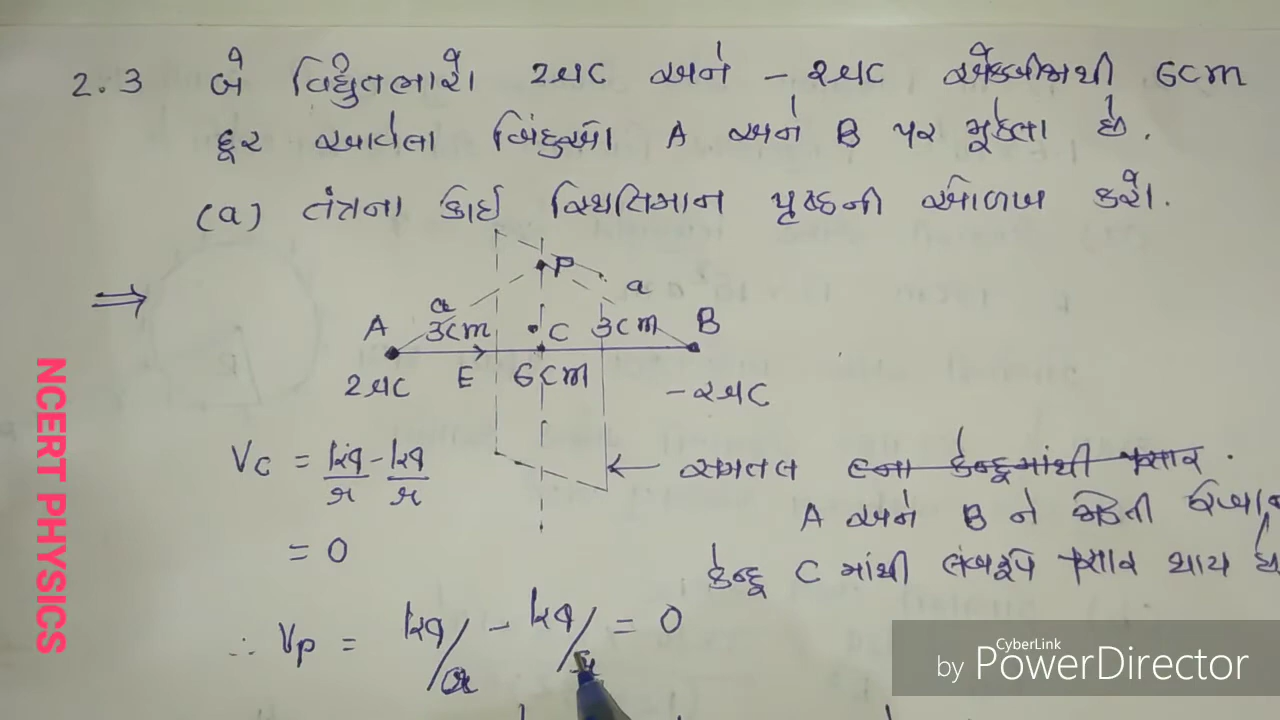 2.3 બે વિદ્યુતભારો 2μC અને -2μC એકબીજાથી 6cm
દૂર આવેલા બિંદુઓ A અને B પર મૂકેલા છે.
(a) તંત્રના કોઈ સ્થિતિમાન પૃષ્ઠની ઓળખ કરો.
⇒
P
a a
A 3cm C 3cm B
2μC E 6cm -2μC
Vc = kq/r - kq/r
= 0
← સમતલ
A અને B ને જોડતી
કેન્દ્ર C માંથી લંબરૂપે પસાર થાય છે
∴ Vp = kq/a - kq/ = 0
NCERT PHYSICS
CyberLink
by PowerDirector